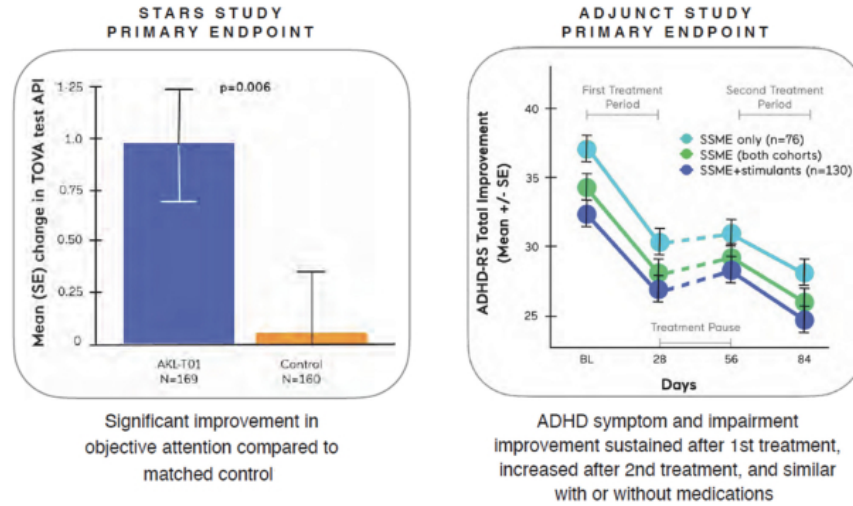 STARS STUDY
PRIMARY ENDPOINT
Mean (SE) change in TOVA test API
1.25
1.0
0.75
0.50
0.25
0
p=0.006
AKL-T01
N=169
Control
N=160
Significant improvement in
objective attention compared to
matched control
ADJUNCT STUDY
PRIMARY ENDPOINT
ADHD-RS Total Improvement
(Mean +/- SE)
40
35
30
25
First Treatment
Period
Second Treatment
Period
SSME only (n=76)
SSME (both cohorts)
SSME+stimulants (n=130)
Treatment Pause
BL
28
56
84
Days
ADHD symptom and impairment
improvement sustained after 1st treatment,
increased after 2nd treatment, and similar
with or without medications